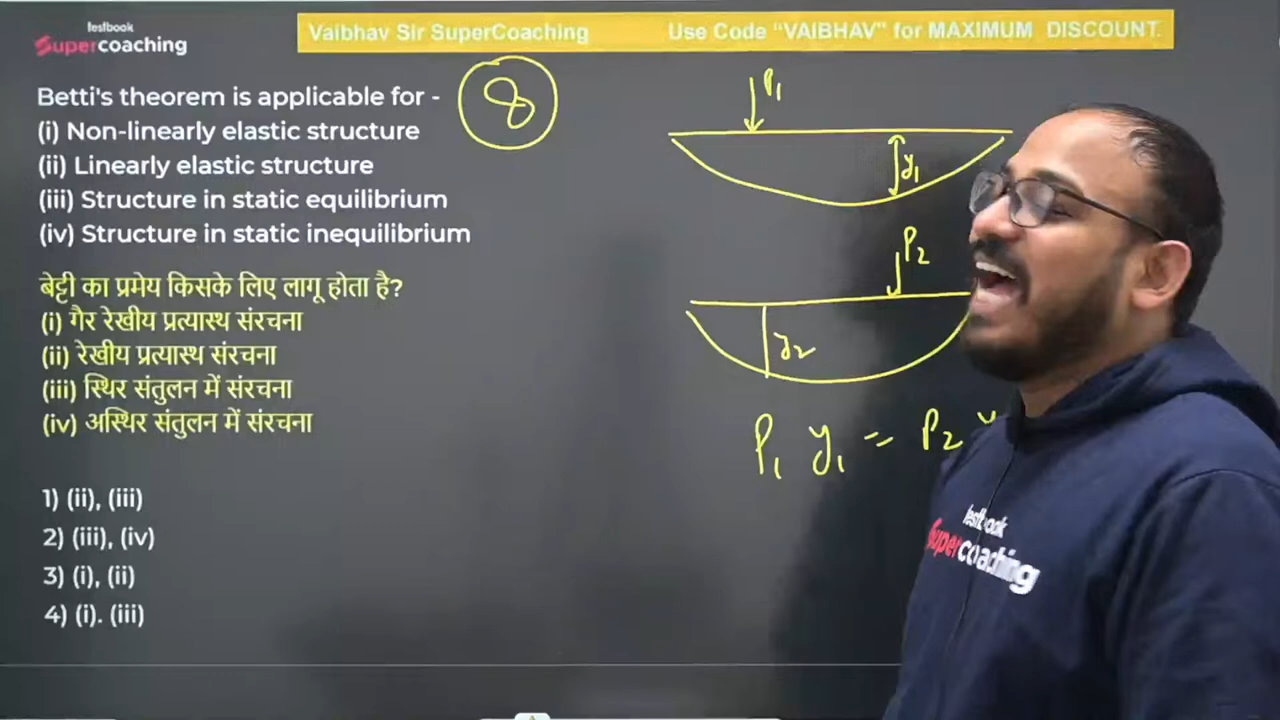 testbook
Supercoaching
Vaibhav Sir SuperCoaching Use Code “VAIBHAV" for MAXIMUM DISCOUNT.
Betti's theorem is applicable for -
(i) Non-linearly elastic structure
(ii) Linearly elastic structure
(iii) Structure in static equilibrium
(iv) Structure in static inequilibrium
8
बेट्टी का प्रमेय किसके लिए लागू होता है?
(i) गैर रेखीय प्रत्यास्थ संरचना
(ii) रेखीय प्रत्यास्थ संरचना
(iii) स्थिर संतुलन में संरचना
(iv) अस्थिर संतुलन में संरचना
1) (ii), (iii)
2) (iii), (iv)
3) (i), (ii)
4) (i). (iii)
P1
y1
P2
y2
P1 y1 = P2
testbook
Supercoaching